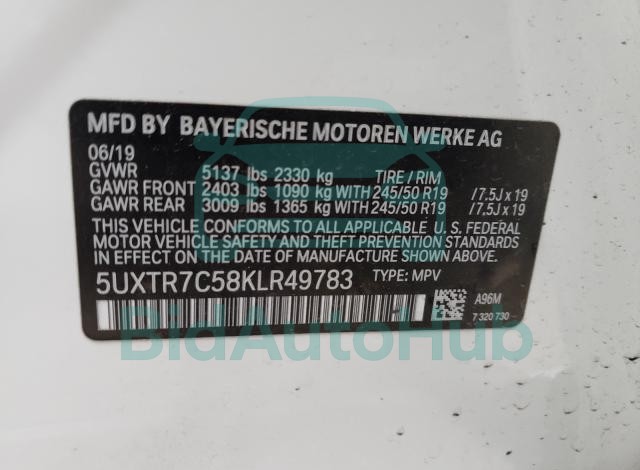 MFD BY BAYERISCHE MOTOREN WERKE AG
06/19
GVWR 5137 lbs 2330 kg TIRE / RIM
GAWR FRONT 2403 lbs 1090 kg WITH 245/50 R19 /7.5J x 19
GAWR REAR 3009 lbs 1365 kg WITH 245/50 R19 /7.5J x 19
THIS VEHICLE CONFORMS TO ALL APPLICABLE U. S. FEDERAL
MOTOR VEHICLE SAFETY AND THEFT PREVENTION STANDARDS
IN EFFECT ON THE DATE OF MANUFACTURE SHOWN ABOVE.
5UXTR7C58KLR49783 TYPE: MPV
A96M
7 320 730
BidAutoHub